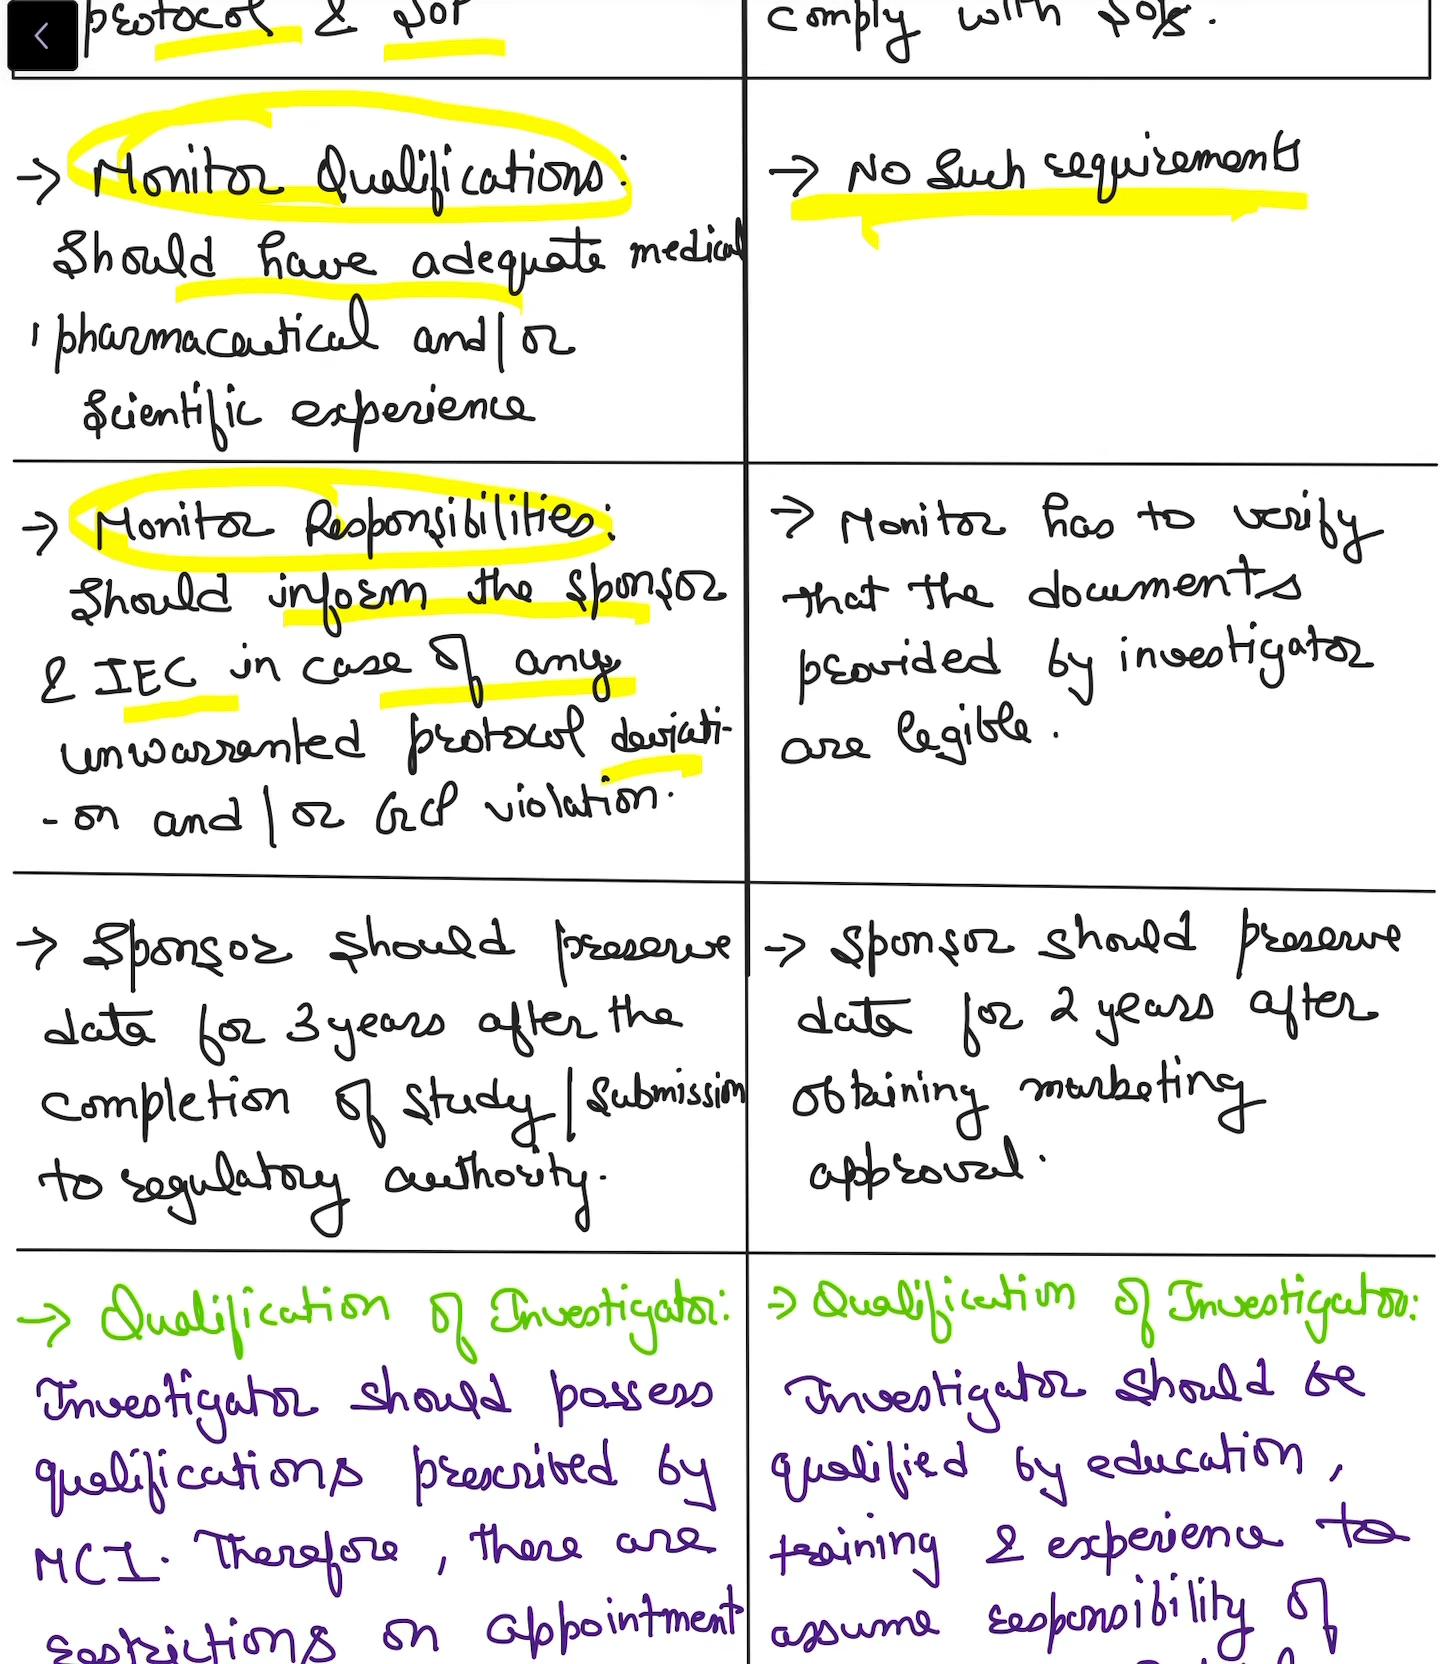 protocol & SOP
comply with SOPs.
→ Monitor Qualifications:
Should have adequate medical
, pharmaceutical and/or
Scientific experience
→ No Such requirements
→ Monitor Responsibilities:
Should inform the Sponsor
& IEC in case of any
unwarranted protocol deviati-
-on and/or GCP violation.
→ Monitor has to verify
that the documents
provided by investigator
are legible.
→ Sponsor should preserve
data for 3 years after the
completion of study/Submission
to regulatory authority.
→ Sponsor should preserve
data for 2 years after
obtaining marketing
approval.
→ Qualification of Investigator:
Investigator should possess
qualifications prescribed by
MCI. Therefore, there are
restrictions on appointment
→ Qualification of Investigator:
Investigator should be
qualified by education,
training & experience to
assume responsibility of